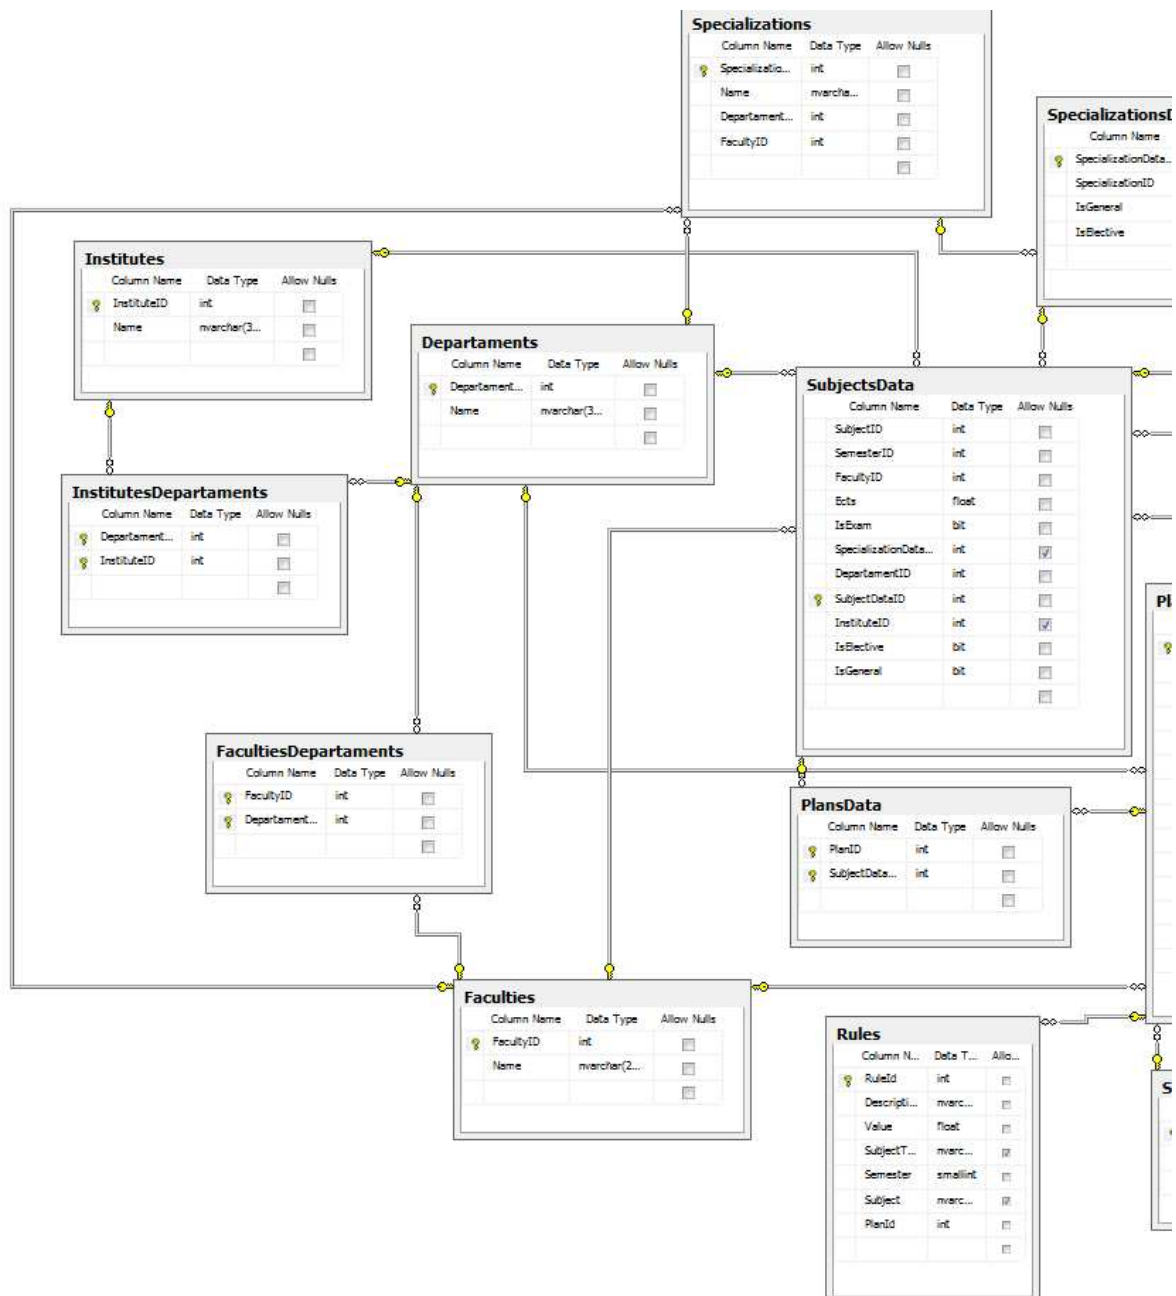 Specializations
Column Name Data Type Allow Nulls
Specializatio... int
Name nvarcha...
Departament... int
FacultyID int
SpecializationsD
Column Name
SpecializationData...
SpecializationID
IsGeneral
IsElective
Institutes
Column Name Data Type Allow Nulls
InstituteID int
Name nvarchar(3...
Departaments
Column Name Data Type Allow Nulls
Departament... int
Name nvarchar(3...
SubjectsData
Column Name Data Type Allow Nulls
SubjectID int
SemesterID int
FacultyID int
Ects float
IsExam bit
SpecializationData... int
DepartamentID int
SubjectDataID int
InstituteID int
IsElective bit
IsGeneral bit
InstitutesDepartaments
Column Name Data Type Allow Nulls
Departament... int
InstituteID int
Pl
FacultiesDepartaments
Column Name Data Type Allow Nulls
FacultyID int
Departament... int
PlansData
Column Name Data Type Allow Nulls
PlanID int
SubjectData... int
Faculties
Column Name Data Type Allow Nulls
FacultyID int
Name nvarchar(2...
Rules
Column N... Data T... Allo...
RuleId int
Descripti... nvarc...
Value float
SubjectT... nvarc...
Semester smallint
Subject nvarc...
PlanId int
S